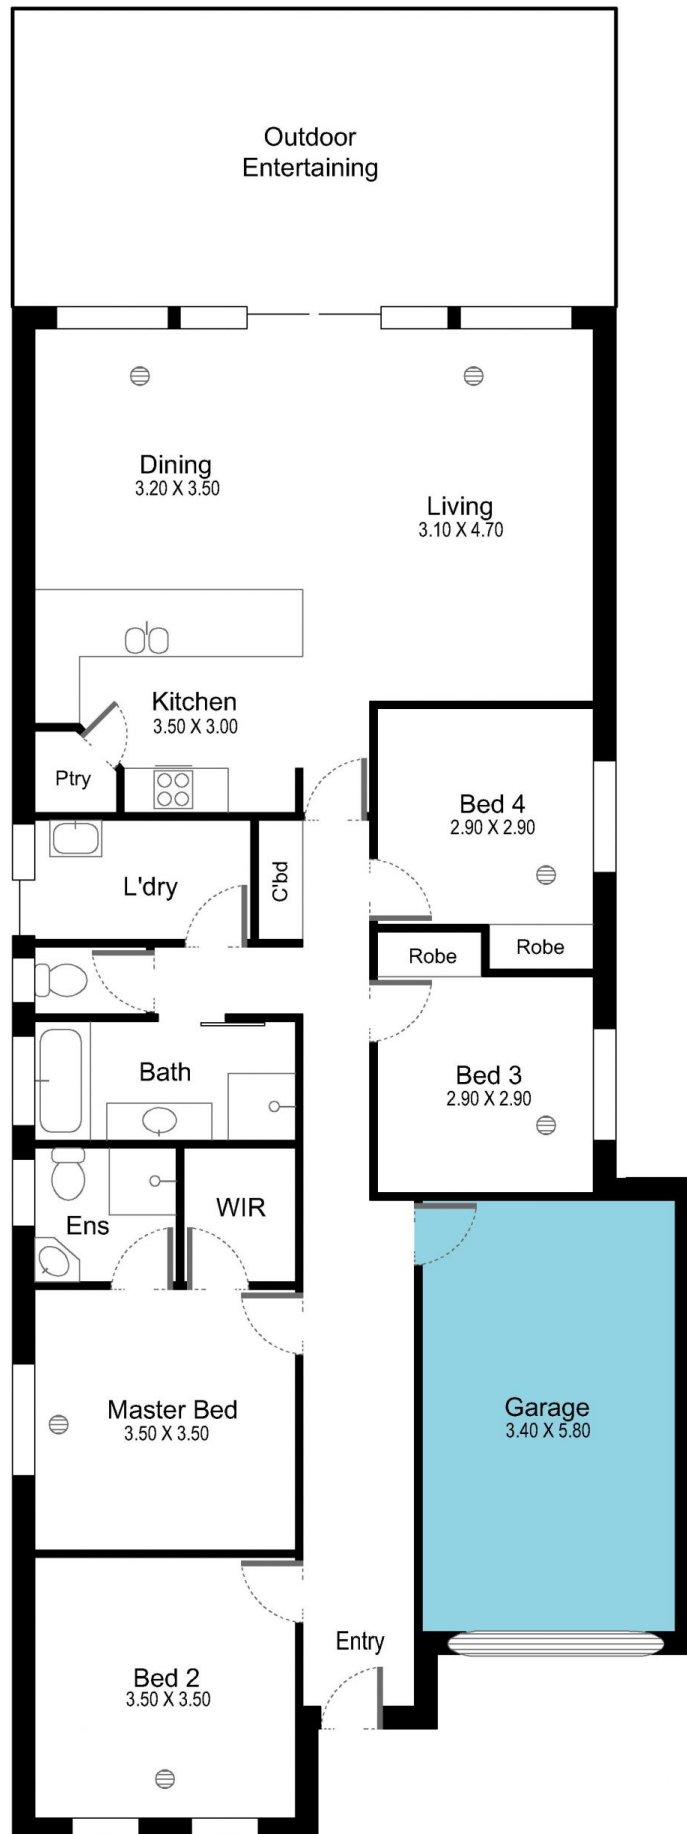 Outdoor
Entertaining
Dining
3.20 X 3.50
Living
3.10 X 4.70
Kitchen
3.50 X 3.00
Ptry
Bed 4
2.90 X 2.90
L'dry
C'bd
Robe
Robe
Bath
Bed 3
2.90 X 2.90
Ens
WIR
Master Bed
3.50 X 3.50
Garage
3.40 X 5.80
Entry
Bed 2
3.50 X 3.50